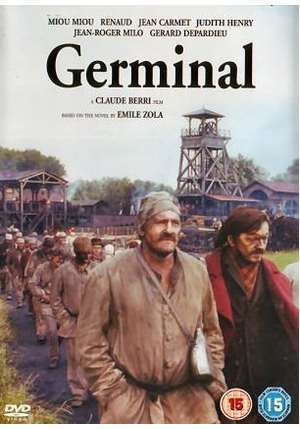 MIOU MIOU RENAUD JEAN CARMET JUDITH HENRY
JEAN-ROGER MILO GERARD DEPARDIEU
Germinal
A CLAUDE BERRI FILM
BASED ON THE NOVEL BY EMILE ZOLA
DVD
VIDEO
15 15